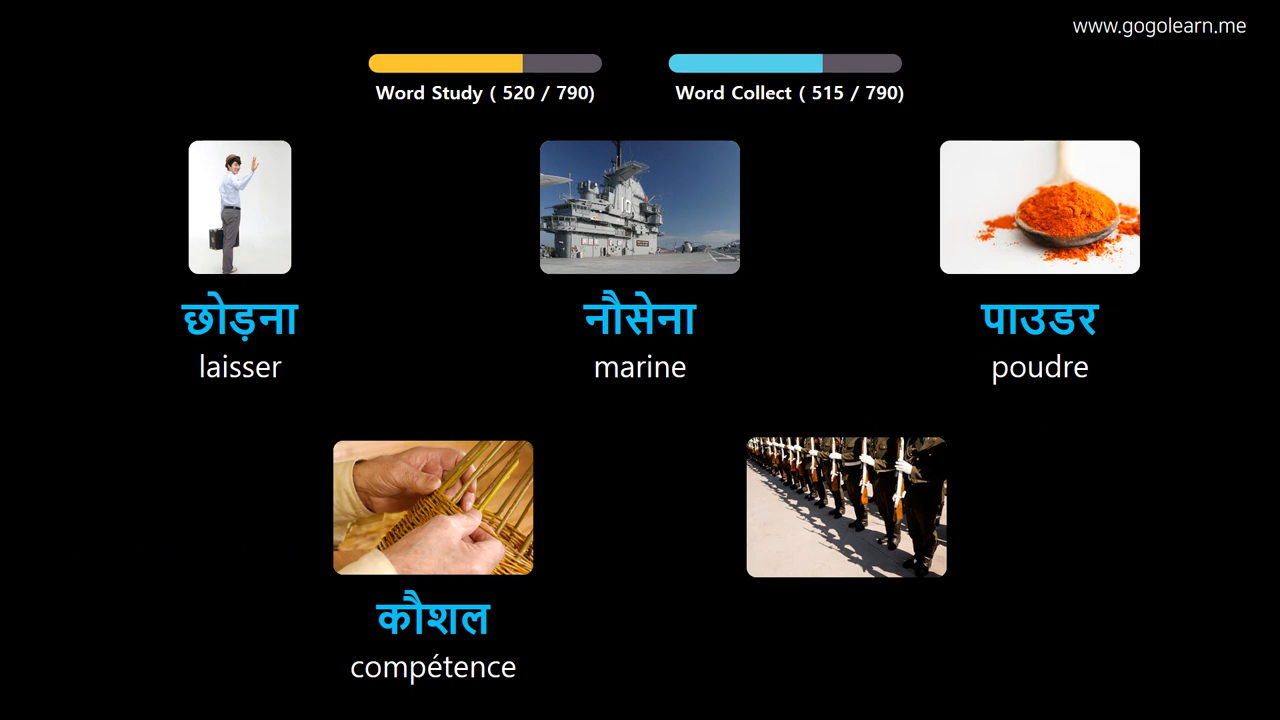 www.gogolearn.me
Word Study ( 520 / 790)
Word Collect ( 515 / 790)
छोड़ना
laisser
नौसेना
marine
पाउडर
poudre
कौशल
compétence